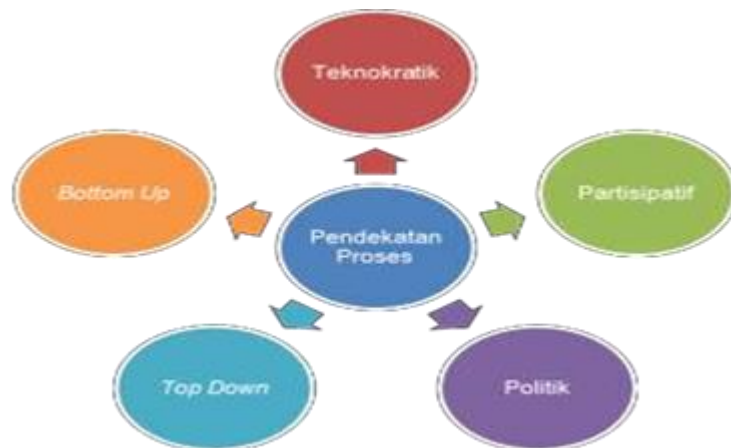 Teknokratik
Bottom Up
Partisipatif
Pendekatan
Proses
Top Down
Politik